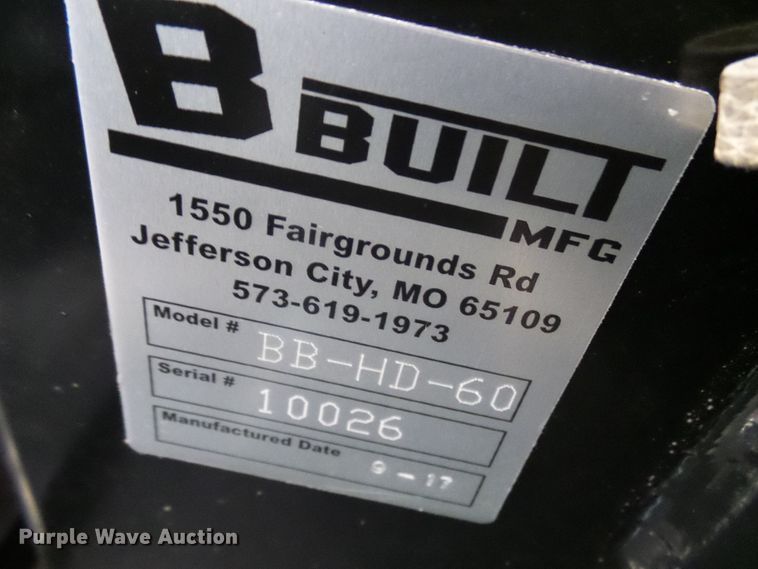 B BUILT
MFG
1550 Fairgrounds Rd
Jefferson City, MO 65109
573-619-1973
Model # BB-HD-60
Serial # 10026
Manufactured Date 9-17
Purple Wave Auction